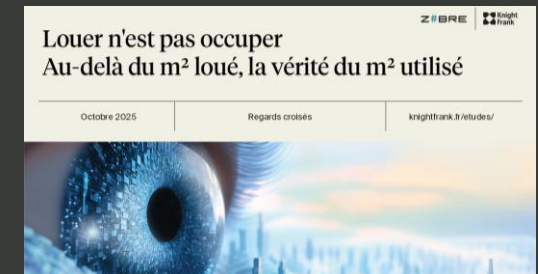 Z#BRE
Knight Frank
Louer n'est pas occuper
Au-delà du m² loué, la vérité du m² utilisé
Octobre 2025
Regards croisés
knightfrank.fr/etudes/